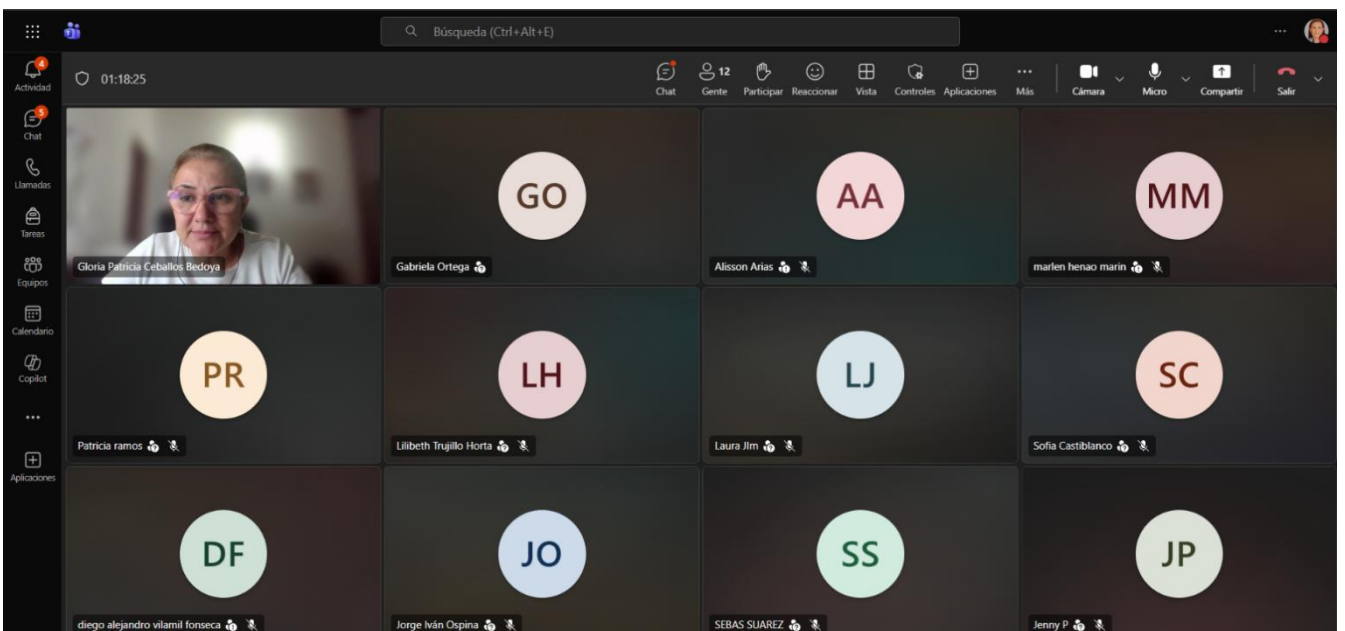 Búsqueda (Ctrl+Alt+E)
4
Actividad
01:18:25
Chat
12
Gente
Participar
Reaccionar
Vista
Controles
Aplicaciones
Más
Cámara
Micro
Compartir
Salir
5
Chat
Llamadas
Tareas
Equipos
Calendario
Copilot
Aplicaciones
Gloria Patricia Ceballos Bedoya
GO
Gabriela Ortega
AA
Alisson Arias
MM
marlen henao marin
PR
Patricia ramos
LH
Lilibeth Trujillo Horta
LJ
Laura JIm
SC
Sofia Castiblanco
DF
diego alejandro vilamil fonseca
JO
Jorge Iván Ospina
SS
SEBAS SUAREZ
JP
Jenny P